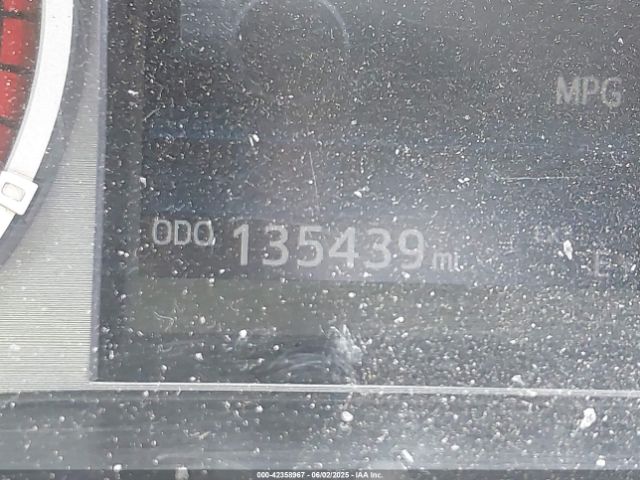 MPG
ODO 135439 mi
E
000-42358967 - 06/02/2025 - IAA Inc.